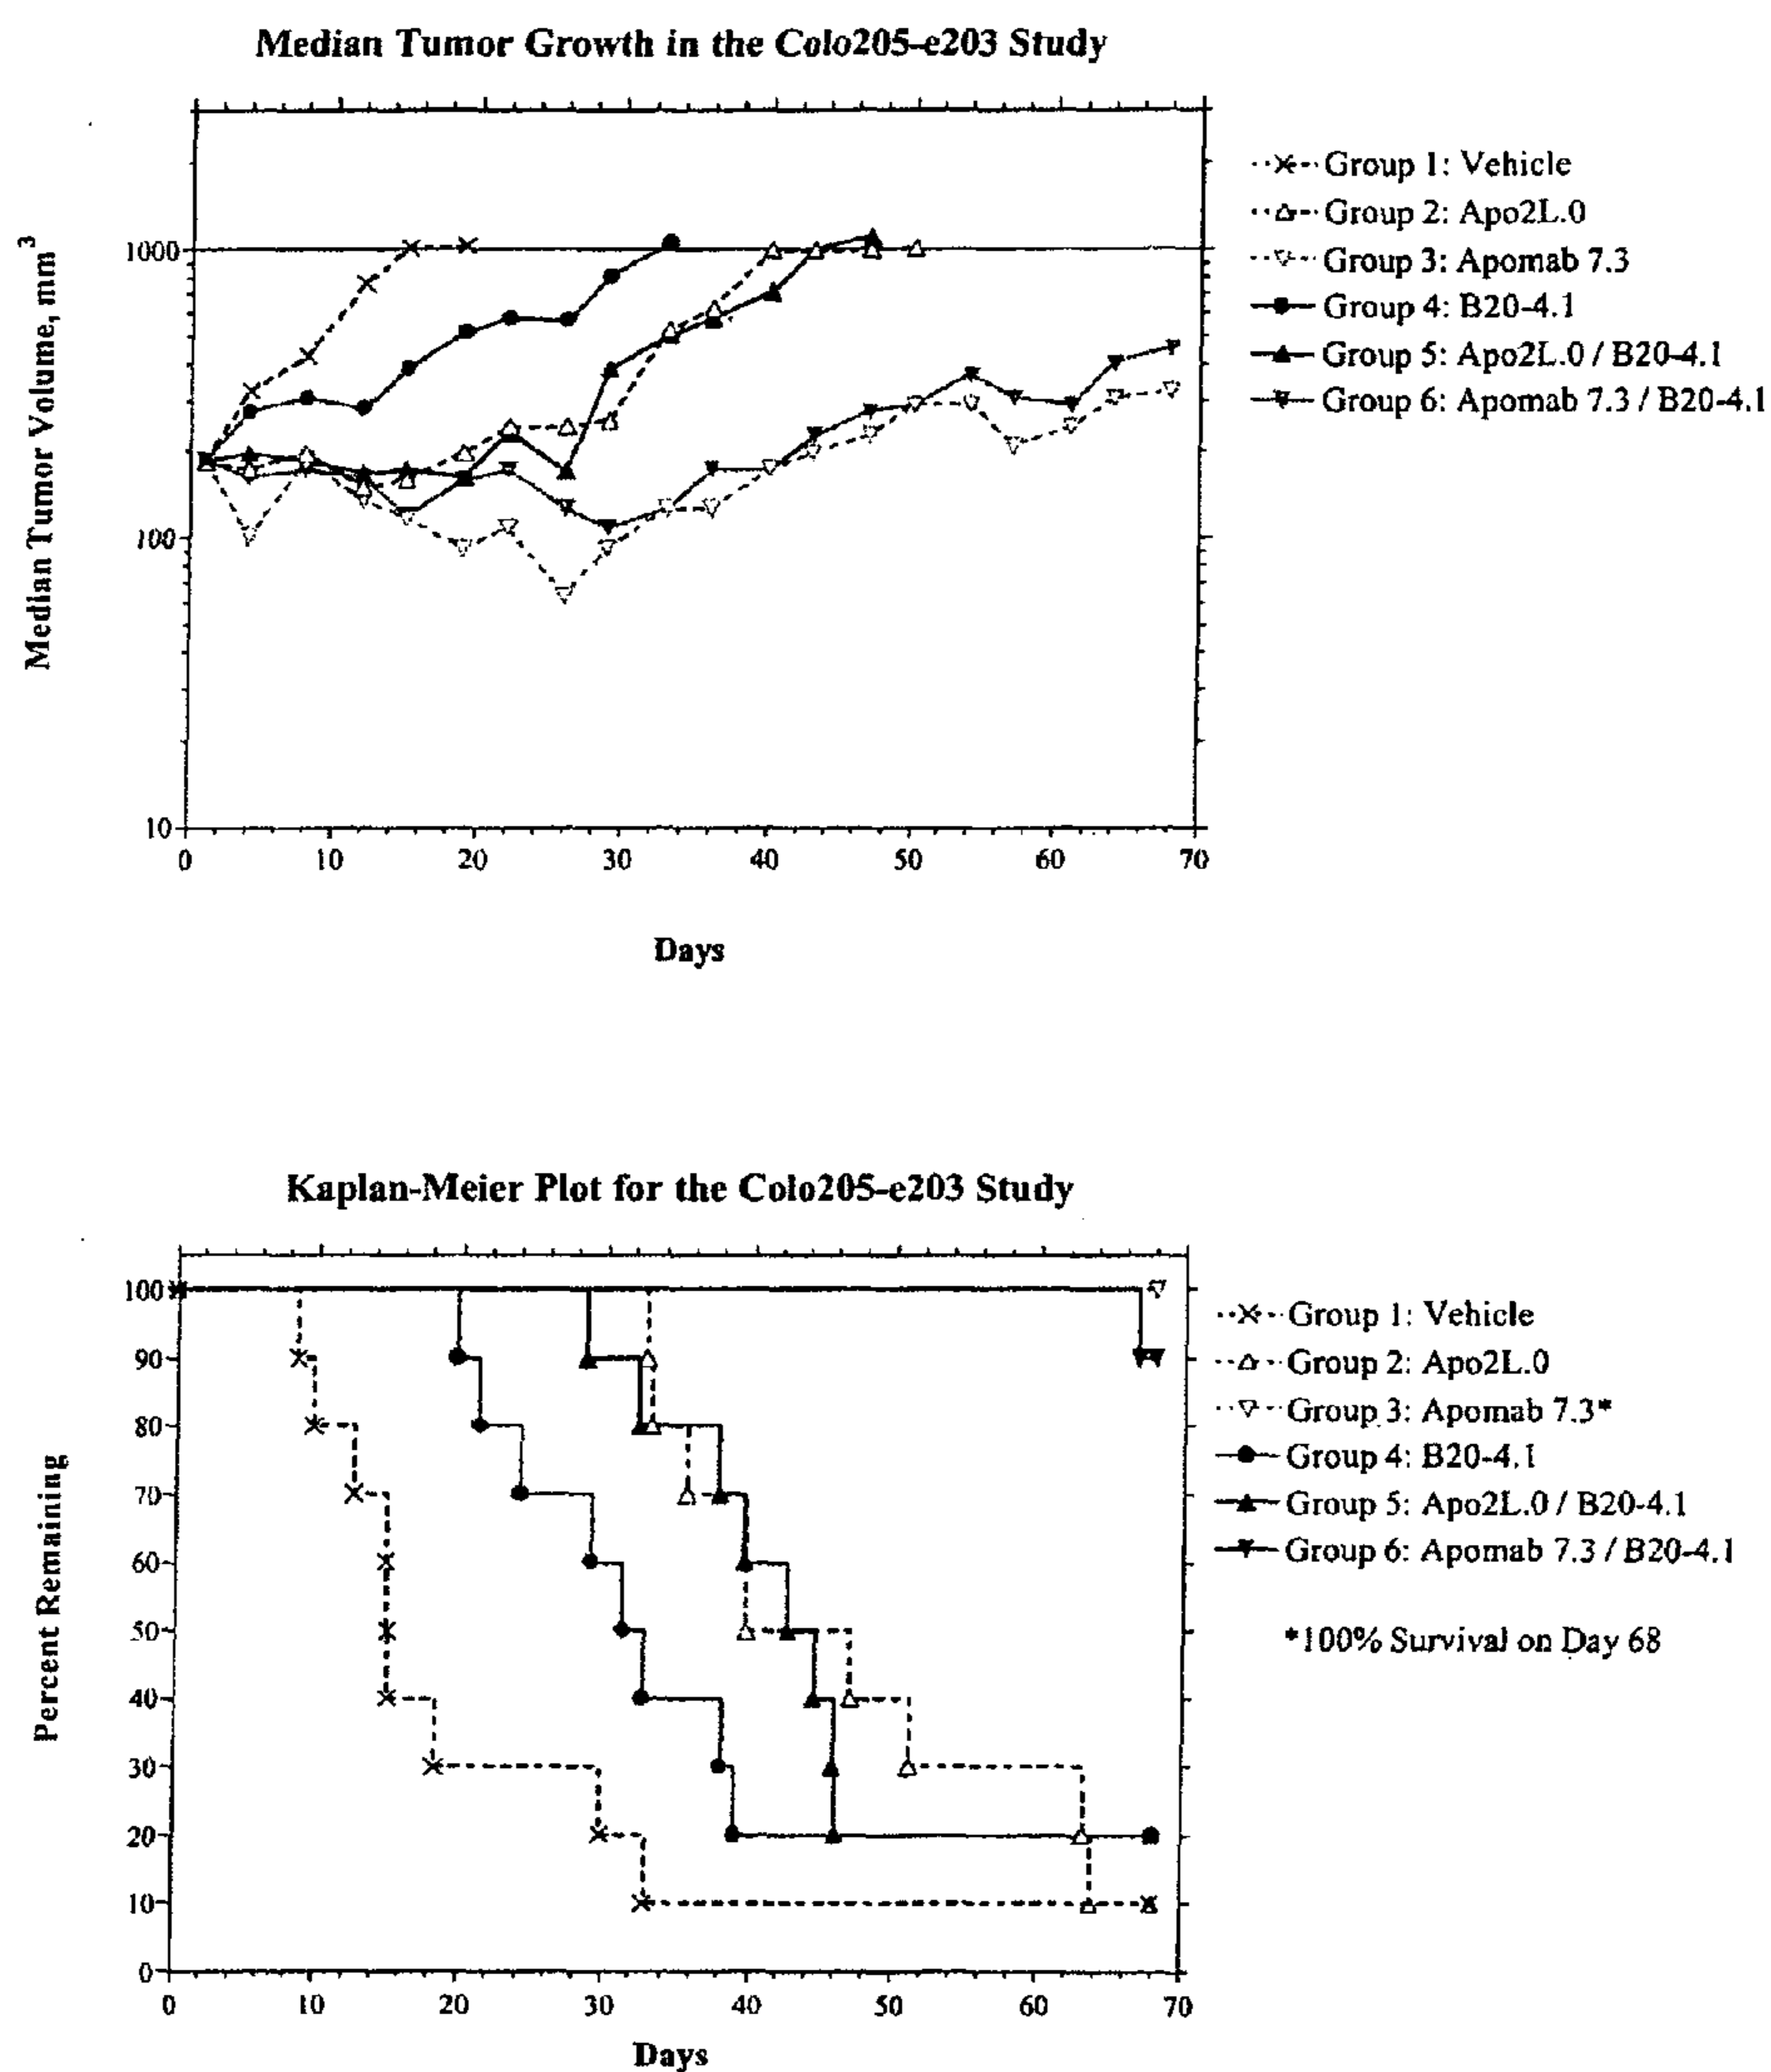 Median Tumor Growth in the Colo205-e203 Study
Median Tumor Volume, mm3
1000
100
10
0 10 20 30 40 50 60 70
Days
Group 1: Vehicle
Group 2: Apo2L.0
Group 3: Apomab 7.3
Group 4: B20-4.1
Group 5: Apo2L.0 / B20-4.1
Group 6: Apomab 7.3 / B20-4.1
Kaplan-Meier Plot for the Colo205-e203 Study
Percent Remaining
100
90
80
70
60
50
40
30
20
10
0
0 10 20 30 40 50 60 70
Days
Group 1: Vehicle
Group 2: Apo2L.0
Group 3: Apomab 7.3*
Group 4: B20-4.1
Group 5: Apo2L.0 / B20-4.1
Group 6: Apomab 7.3 / B20-4.1
*100% Survival on Day 68